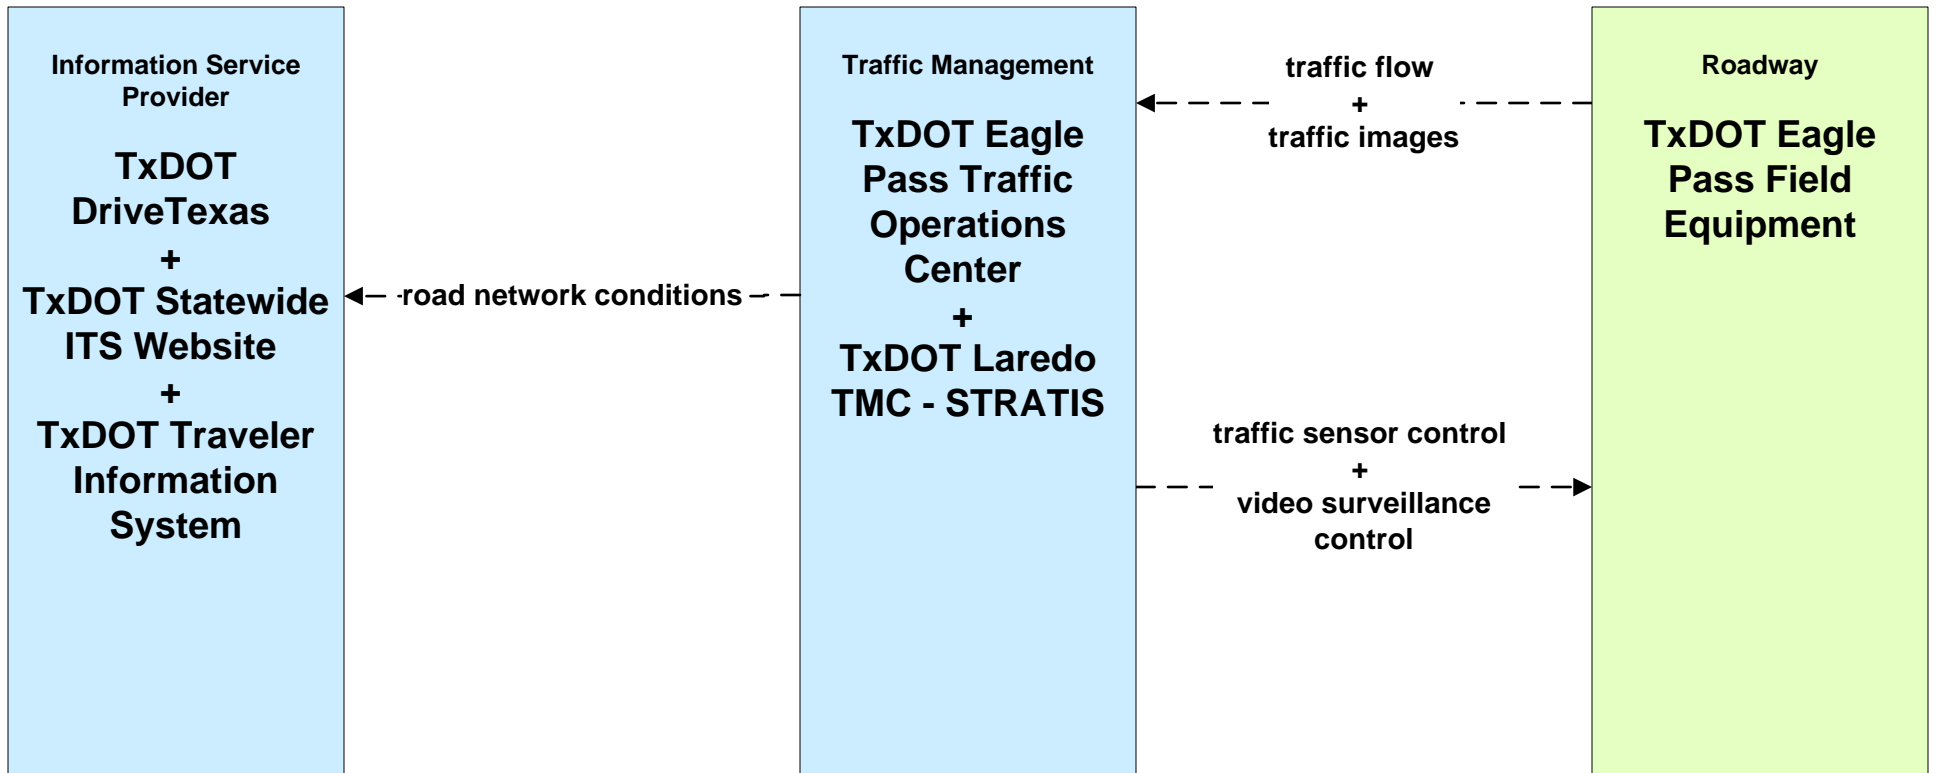 Information Service
Provider
TxDOT
DriveTexas
+
TxDOT Statewide
ITS Website
+
TxDOT Traveler
Information
System
road network conditions
Traffic Management
TxDOT Eagle
Pass Traffic
Operations
Center
+
TxDOT Laredo
TMC - STRATIS
traffic flow
+
traffic images
traffic sensor control
+
video surveillance
control
Roadway
TxDOT Eagle
Pass Field
Equipment